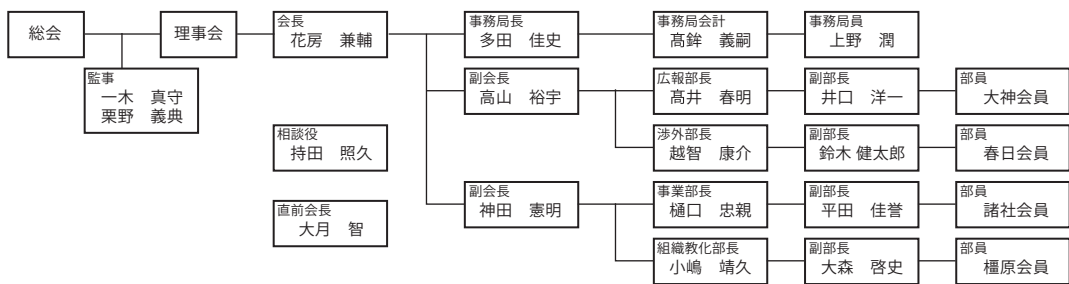 総会
理事会
監事
一木　真守
栗野　義典
会長
花房　兼輔
相談役
持田　照久
直前会長
大月　智
事務局長
多田　佳史
事務局会計
髙鉾　義嗣
事務局員
上野　潤
副会長
高山　裕宇
広報部長
髙井　春明
副部長
井口　洋一
部員
大神会員
渉外部長
越智　康介
副部長
鈴木 健太郎
部員
春日会員
副会長
神田　憲明
事業部長
樋口　忠親
副部長
平田　佳誉
部員
諸社会員
組織教化部長
小嶋　靖久
副部長
大森　啓史
部員
橿原会員